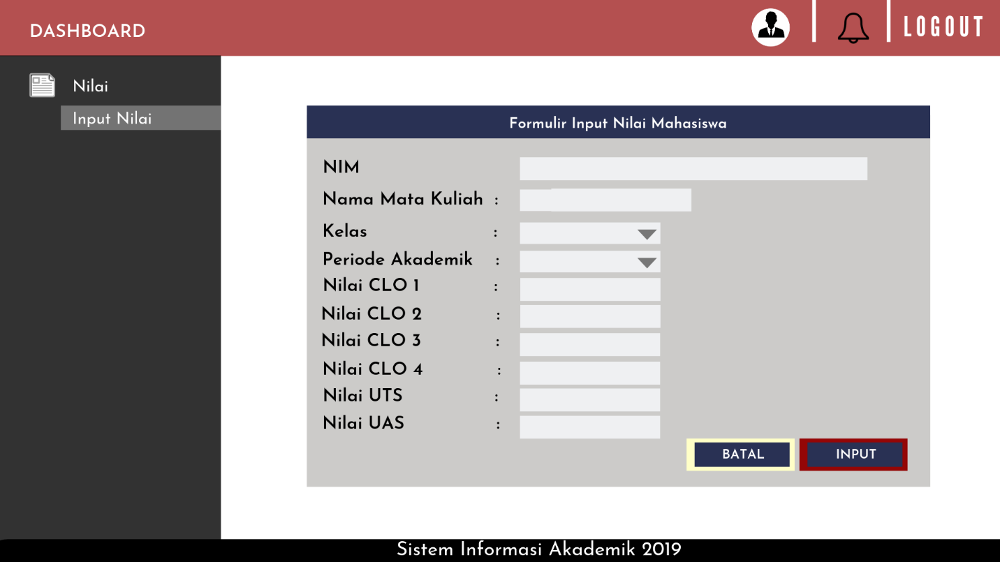 DASHBOARD
LOGOUT
Nilai
Input Nilai
Formulir Input Nilai Mahasiswa
NIM
Nama Mata Kuliah :
Kelas :
Periode Akademik :
Nilai CLO 1 :
Nilai CLO 2 :
Nilai CLO 3 :
Nilai CLO 4 :
Nilai UTS :
Nilai UAS :
BATAL INPUT
Sistem Informasi Akademik 2019